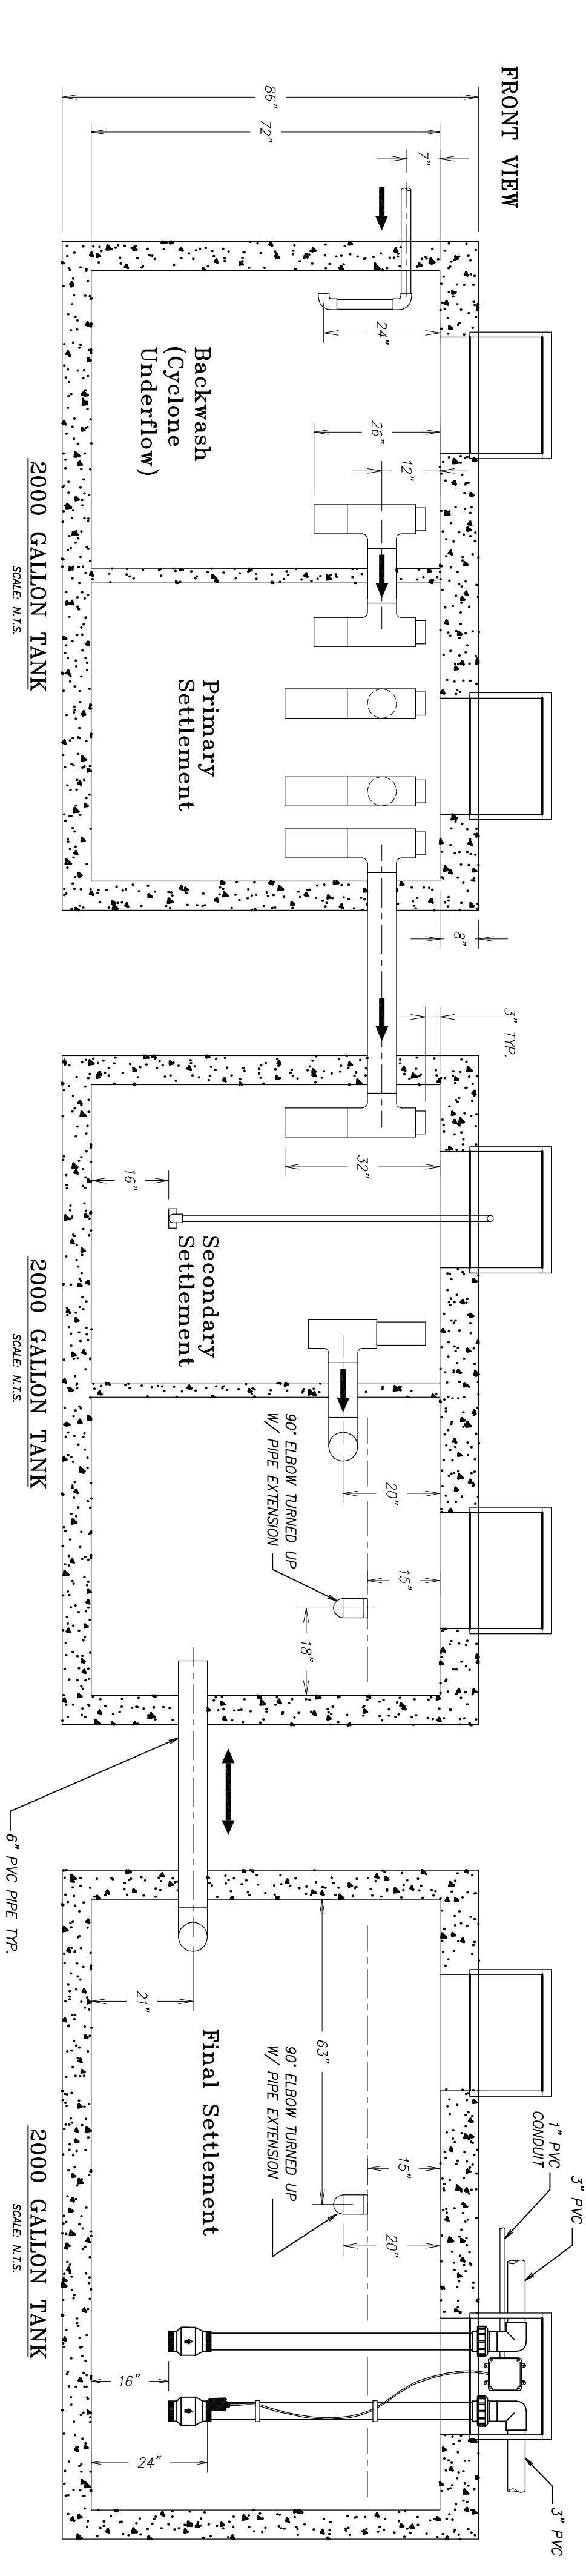 FRONT VIEW
86"
72"
7"
24"
26"
12"
Backwash
(Cyclone
Underflow)
2000 GALLON TANK
SCALE: N.T.S.
Primary
Settlement
8"
3" TYP.
32"
16"
Secondary
Settlement
2000 GALLON TANK
SCALE: N.T.S.
90° ELBOW TURNED UP
W/ PIPE EXTENSION
20"
15"
18"
6" PVC PIPE TYP.
21"
63"
Final Settlement
90° ELBOW TURNED UP
W/ PIPE EXTENSION
15"
20"
1" PVC
CONDUIT
3" PVC
16"
24"
3" PVC
2000 GALLON TANK
SCALE: N.T.S.